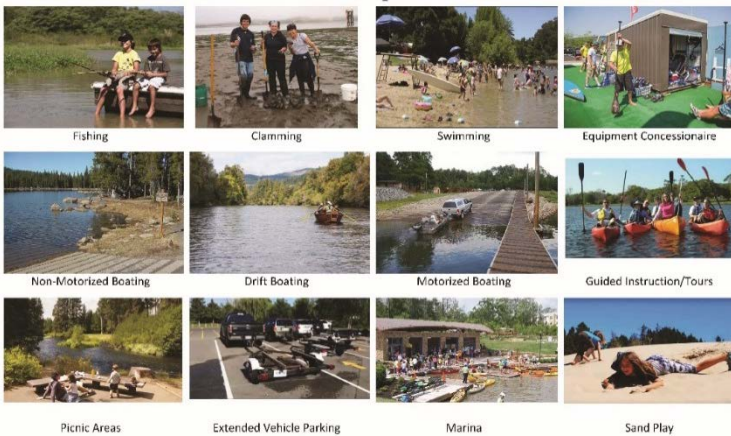 Fishing
Clamming
Swimming
Equipment Concessionaire
Non-Motorized Boating
Drift Boating
Motorized Boating
Guided Instruction/Tours
Picnic Areas
Extended Vehicle Parking
Marina
Sand Play